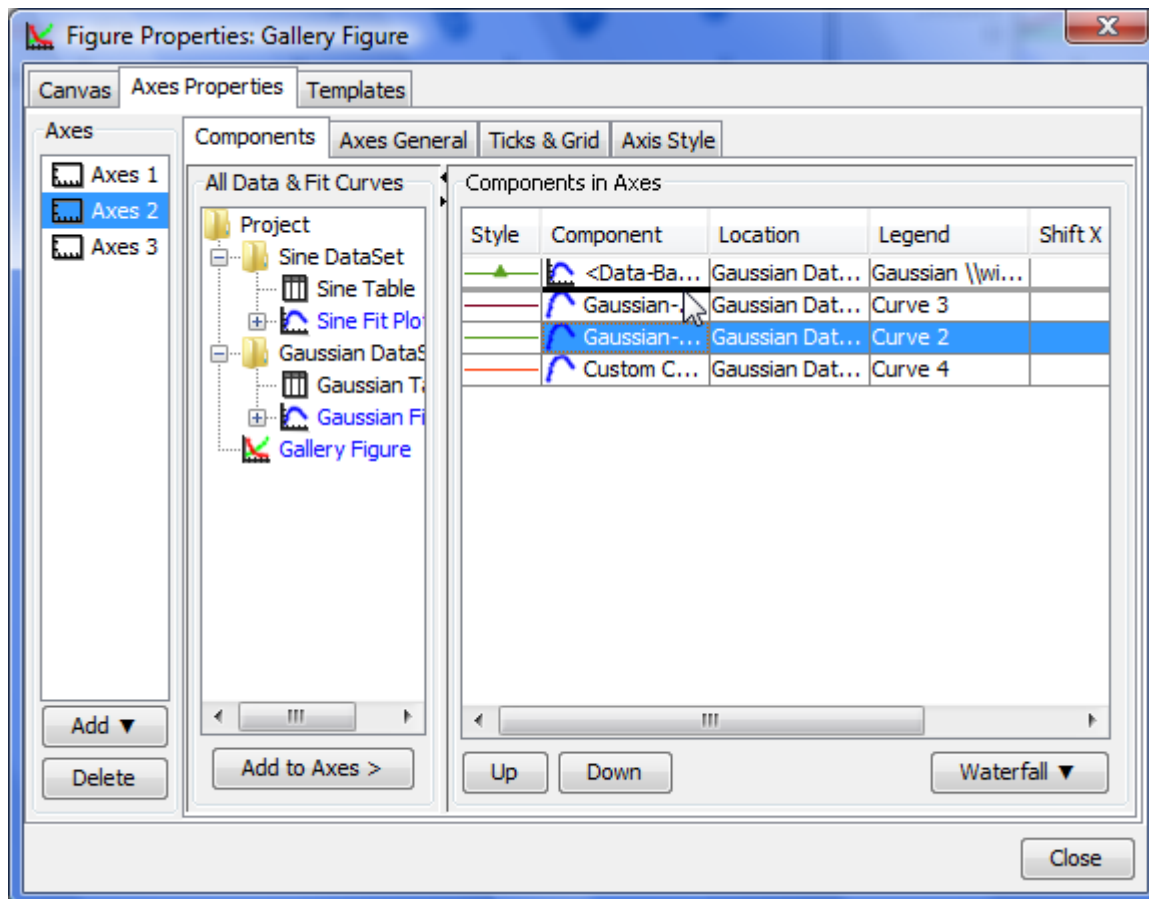 Figure Properties: Gallery Figure
X
Canvas Axes Properties Templates
Axes
Axes 1
Axes 2
Axes 3
Add ▼
Delete
Components Axes General Ticks & Grid Axis Style
All Data & Fit Curves
Project
Sine DataSet
Sine Table
Sine Fit Plo
Gaussian DataS
Gaussian Ta
Gaussian Fi
Gallery Figure
Add to Axes >
Components in Axes
Style Component Location Legend Shift X
<Data-Ba... Gaussian Dat... Gaussian \\wi...
Gaussian-... Gaussian Dat... Curve 3
Gaussian-... Gaussian Dat... Curve 2
Custom C... Gaussian Dat... Curve 4
Up Down Waterfall ▼
Close